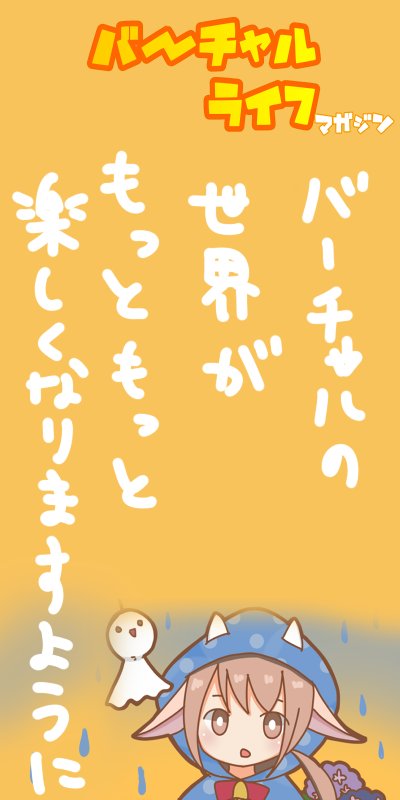 バーチャル
ライフ
マガジン
バーチャルの
世界が
もっともっと
楽しくなりますように